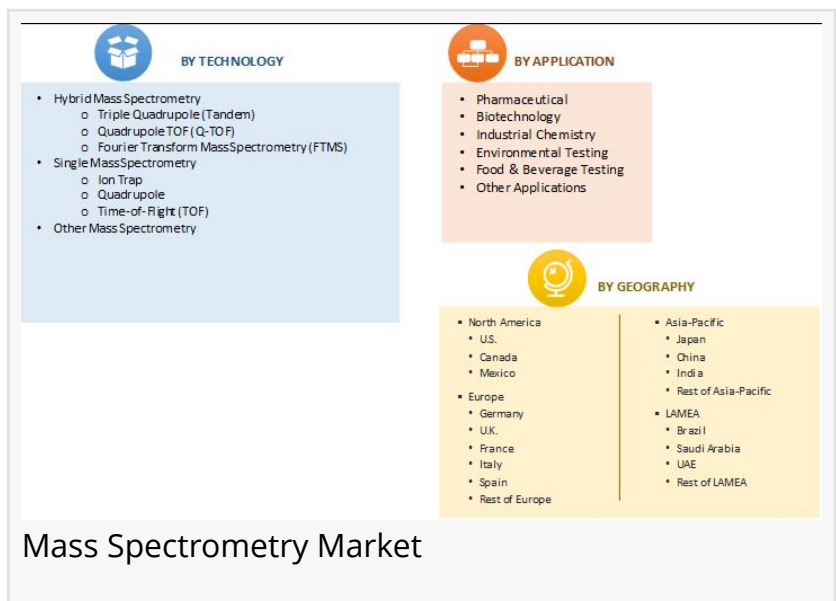 BY TECHNOLOGY
• Hybrid Mass Spectrometry
o Triple Quadrupole (Tandem)
o Quadrupole TOF (Q-TOF)
o Fourier Transform Mass Spectrometry (FTMS)
• Single Mass Spectrometry
o Ion Trap
o Quadrupole
o Time-of-Flight (TOF)
• Other Mass Spectrometry
BY APPLICATION
• Pharmaceutical
• Biotechnology
• Industrial Chemistry
• Environmental Testing
• Food & Beverage Testing
• Other Applications
BY GEOGRAPHY
▪ North America
• U.S.
• Canada
• Mexico
▪ Europe
• Germany
• U.K.
• France
• Italy
• Spain
• Rest of Europe
▪ Asia-Pacific
• Japan
• China
• India
• Rest of Asia-Pacific
▪ LAMEA
• Brazil
• Saudi Arabia
• UAE
• Rest of LAMEA
Mass Spectrometry Market